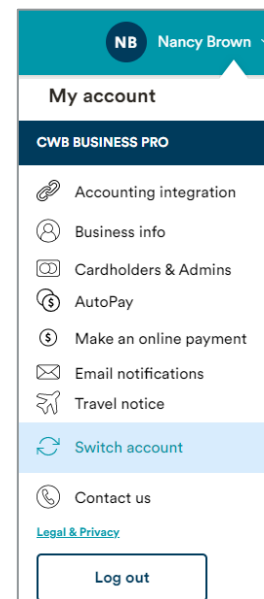 NB Nancy Brown
My account
CWB BUSINESS PRO
Accounting integration
Business info
Cardholders & Admins
AutoPay
Make an online payment
Email notifications
Travel notice
Switch account
Contact us
Legal & Privacy
Log out